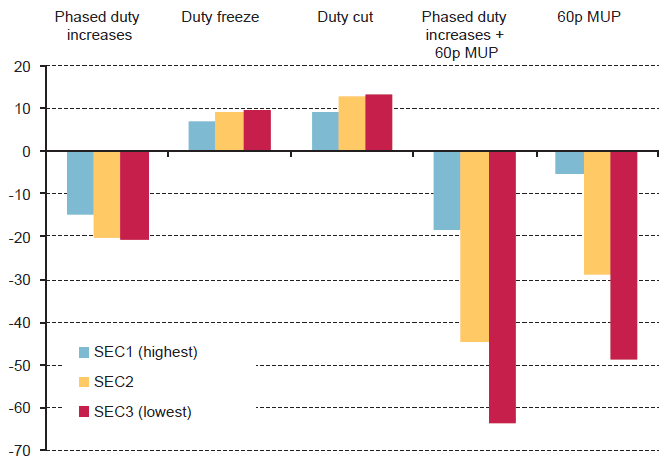 Phased duty
increases
Duty freeze
Duty cut
Phased duty
increases +
60p MUP
60p MUP
20
10
0
-10
-20
-30
-40
-50
-60
-70
SEC1 (highest)
SEC2
SEC3 (lowest)